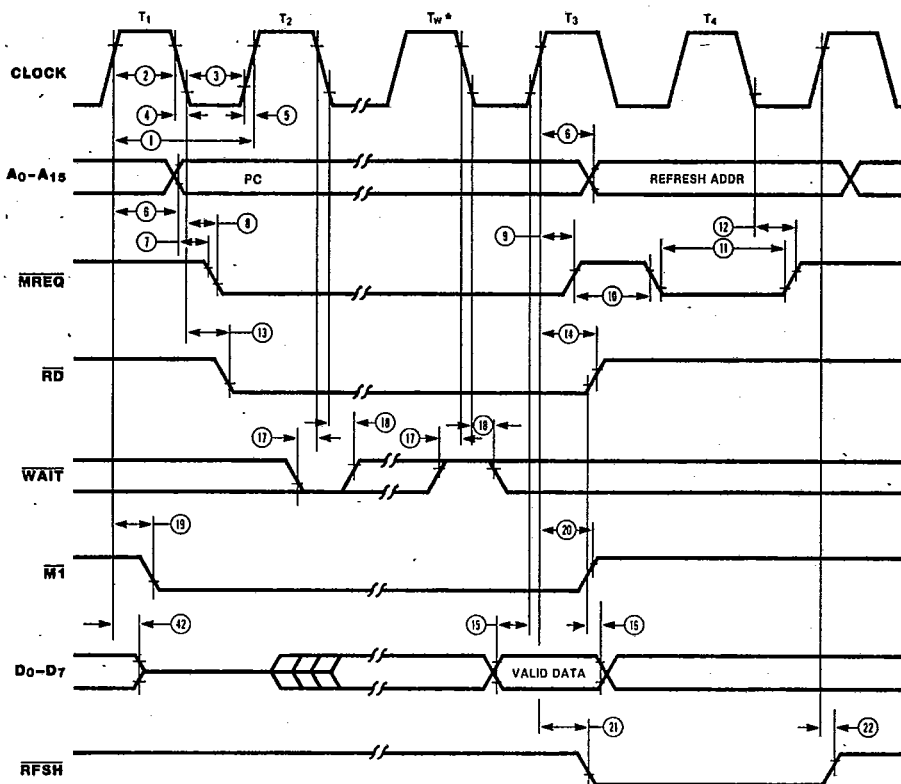 T1 T2 TW* T3 T4
CLOCK
2 3
4 5
1 6
A0–A15 PC REFRESH ADDR
6 8 12
7 9 11
MREQ
10
13 14
RD
17 18 17 18
WAIT
19 20
M1
42 15 16
D0–D7 VALID DATA
21 22
RFSH